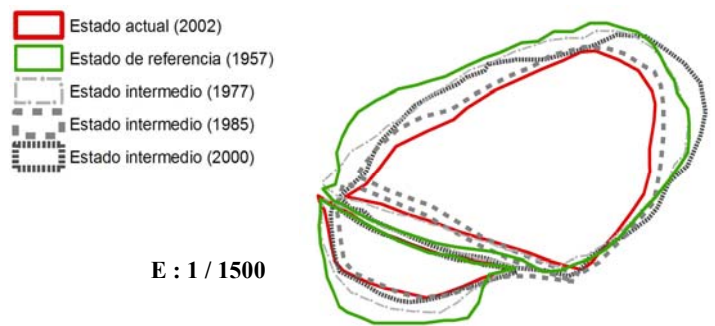 Estado actual (2002)
Estado de referencia (1957)
Estado intermedio (1977)
Estado intermedio (1985)
Estado intermedio (2000)
E : 1 / 1500